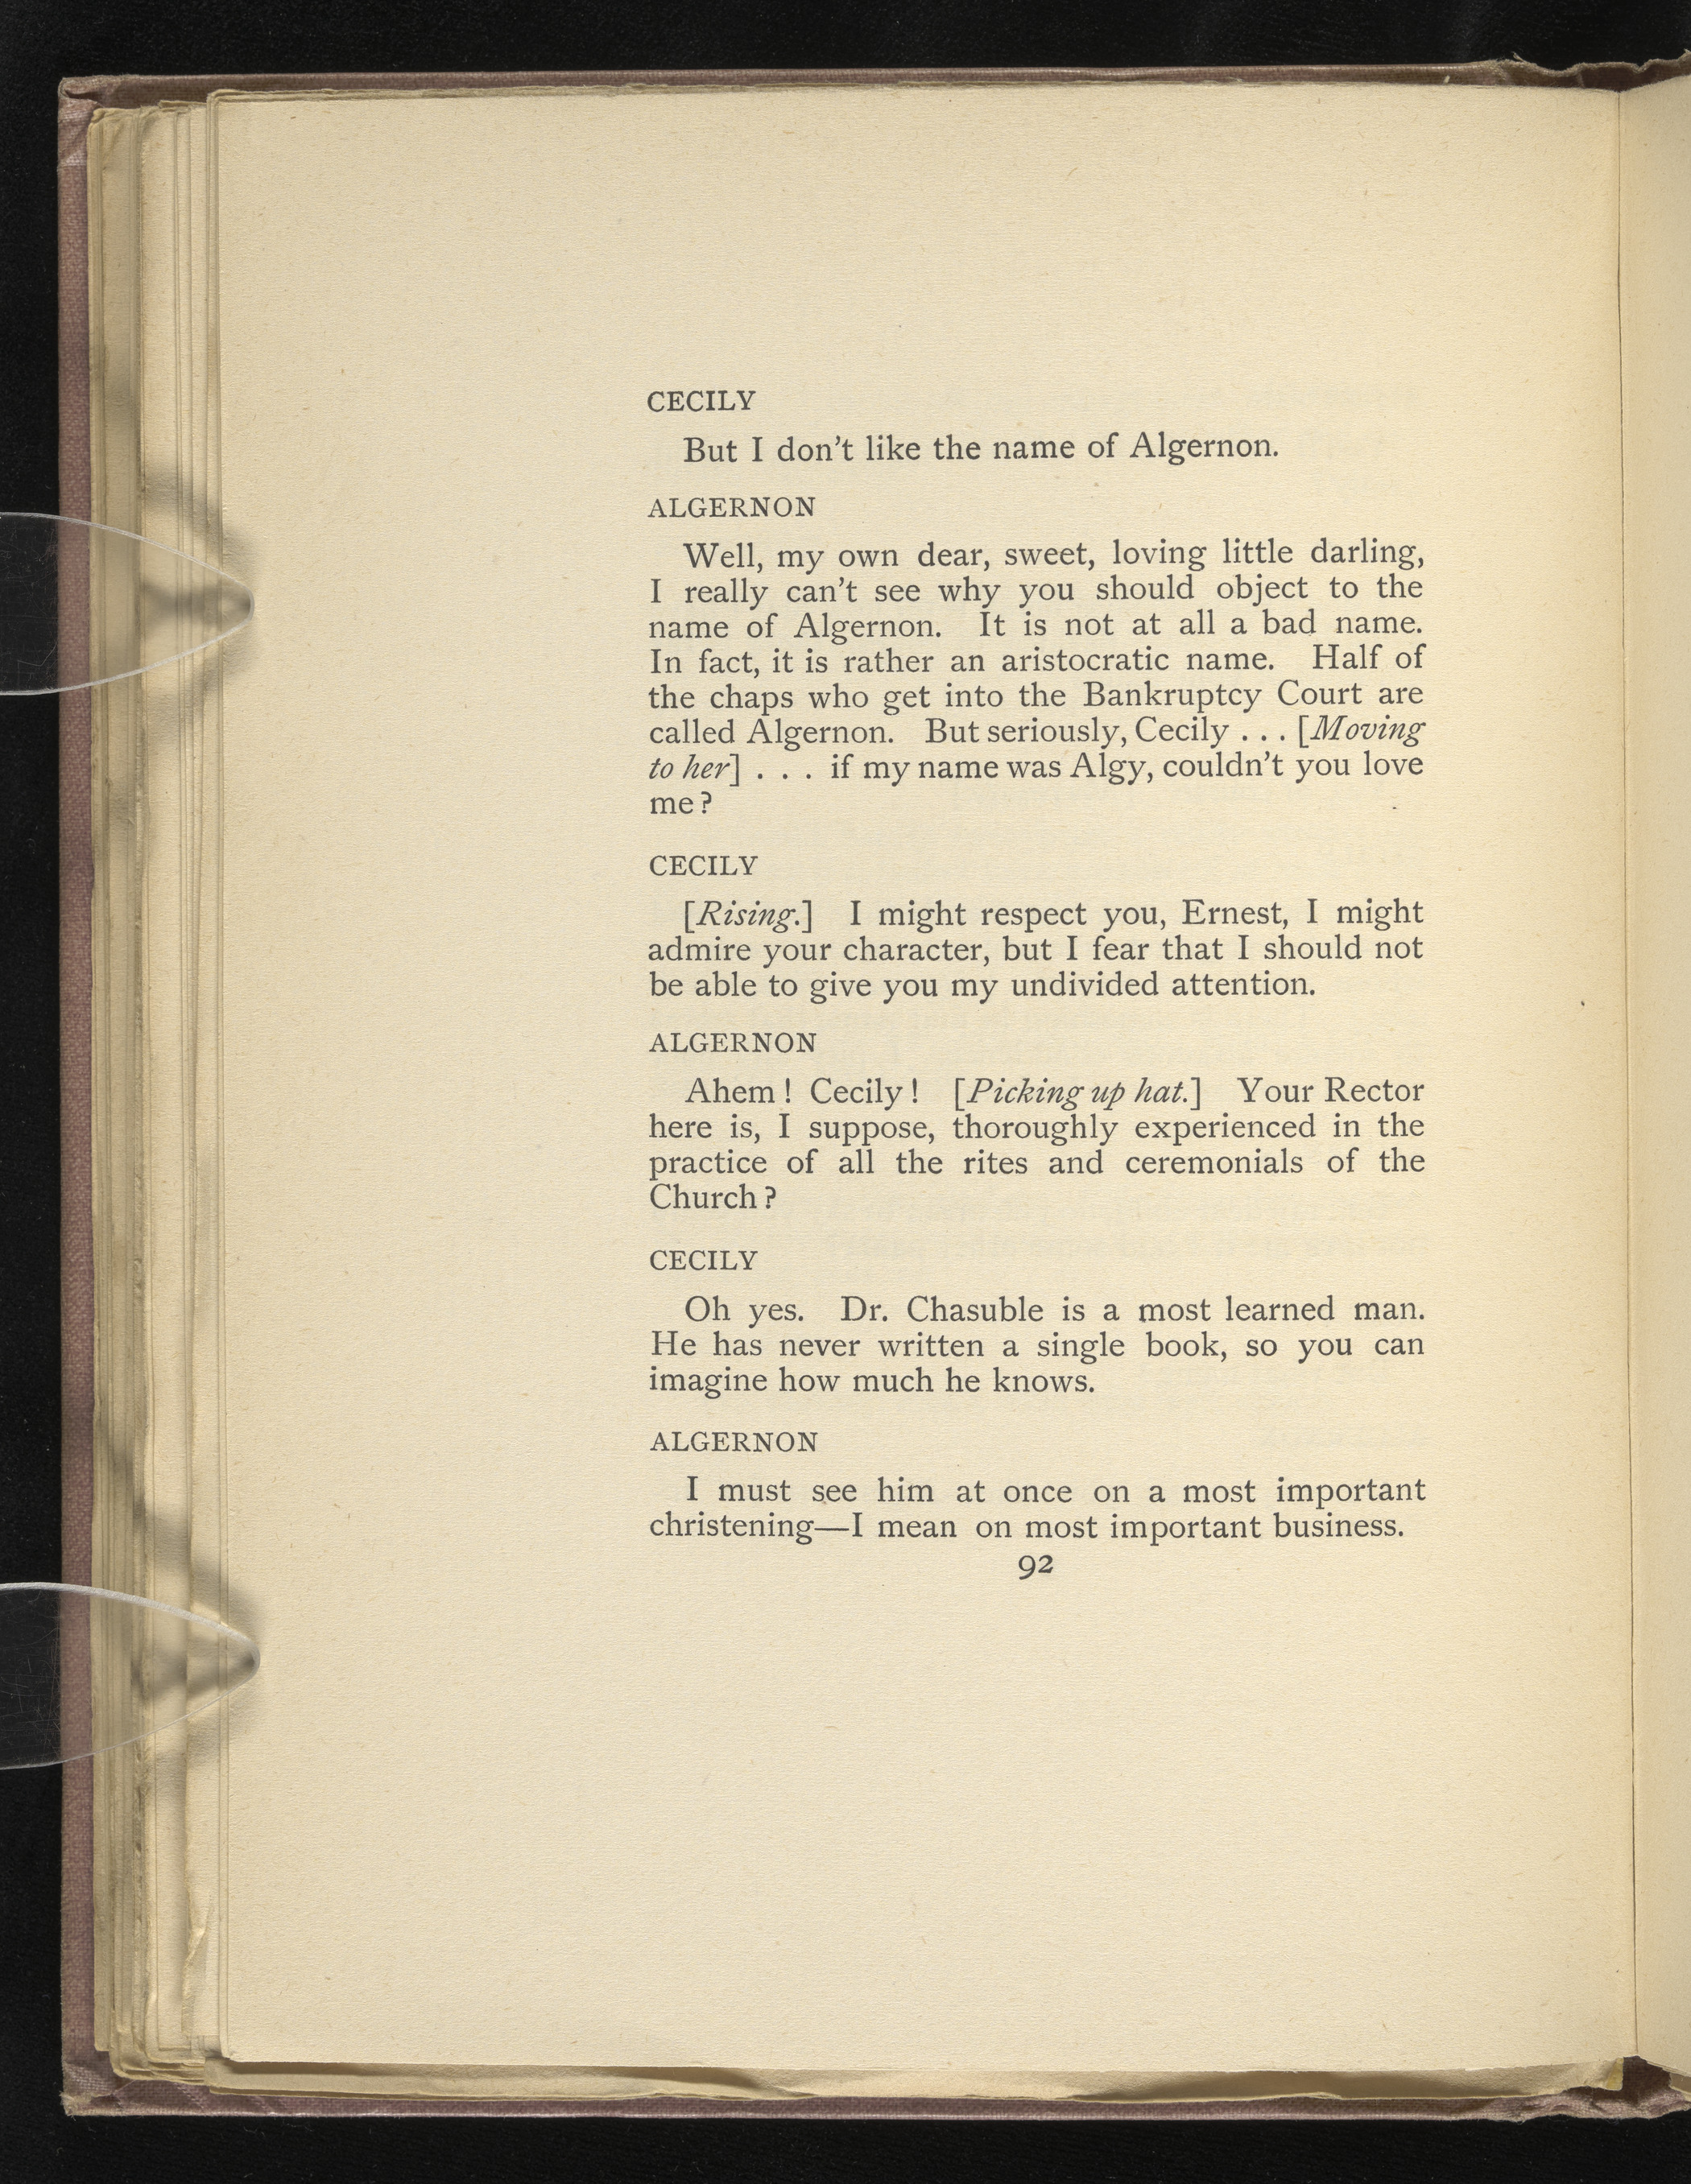 CECILY
But I don't like the name of Algernon.
ALGERNON
Well, my own dear, sweet, loving little darling,
I really can't see why you should object to the
name of Algernon. It is not at all a bad name.
In fact, it is rather an aristocratic name. Half of
the chaps who get into the Bankruptcy Court are
called Algernon. But seriously, Cecily . . . [Moving
to her] . . . if my name was Algy, couldn't you love
me?
CECILY
[Rising.] I might respect you, Ernest, I might
admire your character, but I fear that I should not
be able to give you my undivided attention.
ALGERNON
Ahem! Cecily! [Picking up hat.] Your Rector
here is, I suppose, thoroughly experienced in the
practice of all the rites and ceremonials of the
Church?
CECILY
Oh yes. Dr. Chasuble is a most learned man.
He has never written a single book, so you can
imagine how much he knows.
ALGERNON
I must see him at once on a most important
christening—I mean on most important business.
92